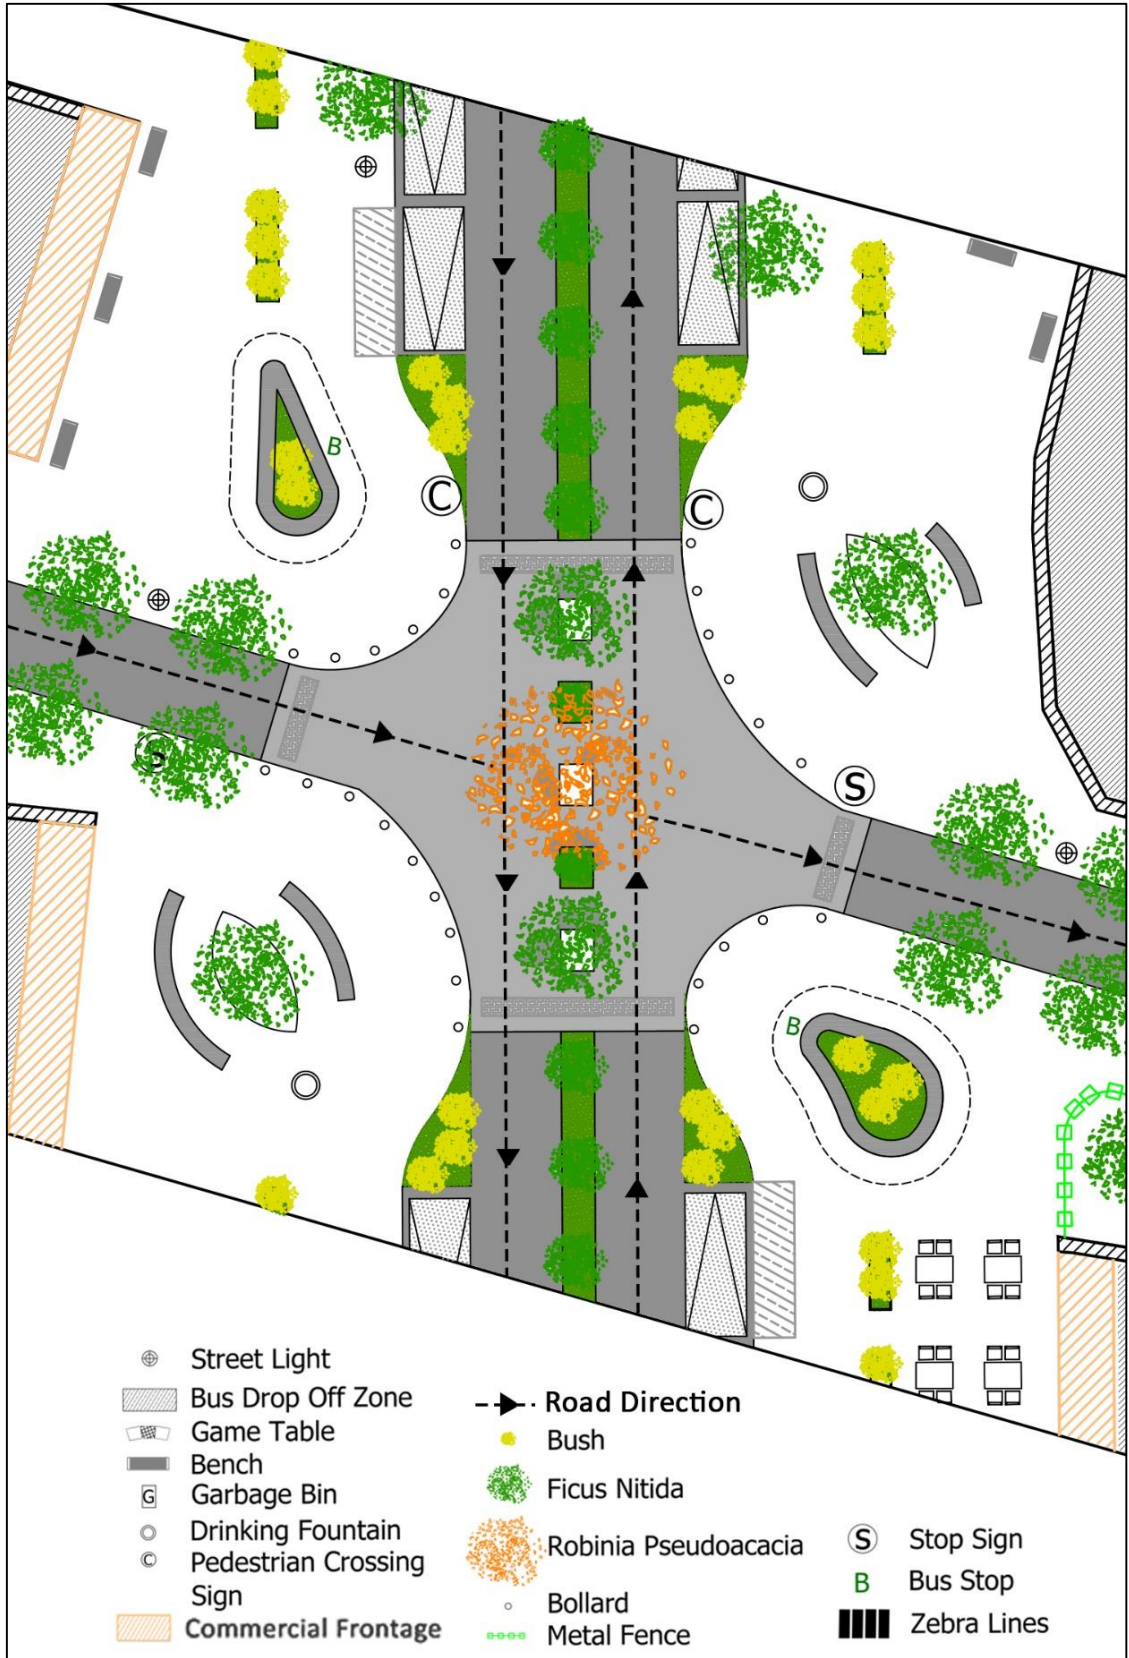 B
C
C
S
B
Street Light
Bus Drop Off Zone
Game Table
Bench
G
Garbage Bin
Drinking Fountain
C
Pedestrian Crossing
Sign
Commercial Frontage
Road Direction
Bush
Ficus Nitida
Robinia Pseudoacacia
Bollard
Metal Fence
S
Stop Sign
B
Bus Stop
Zebra Lines